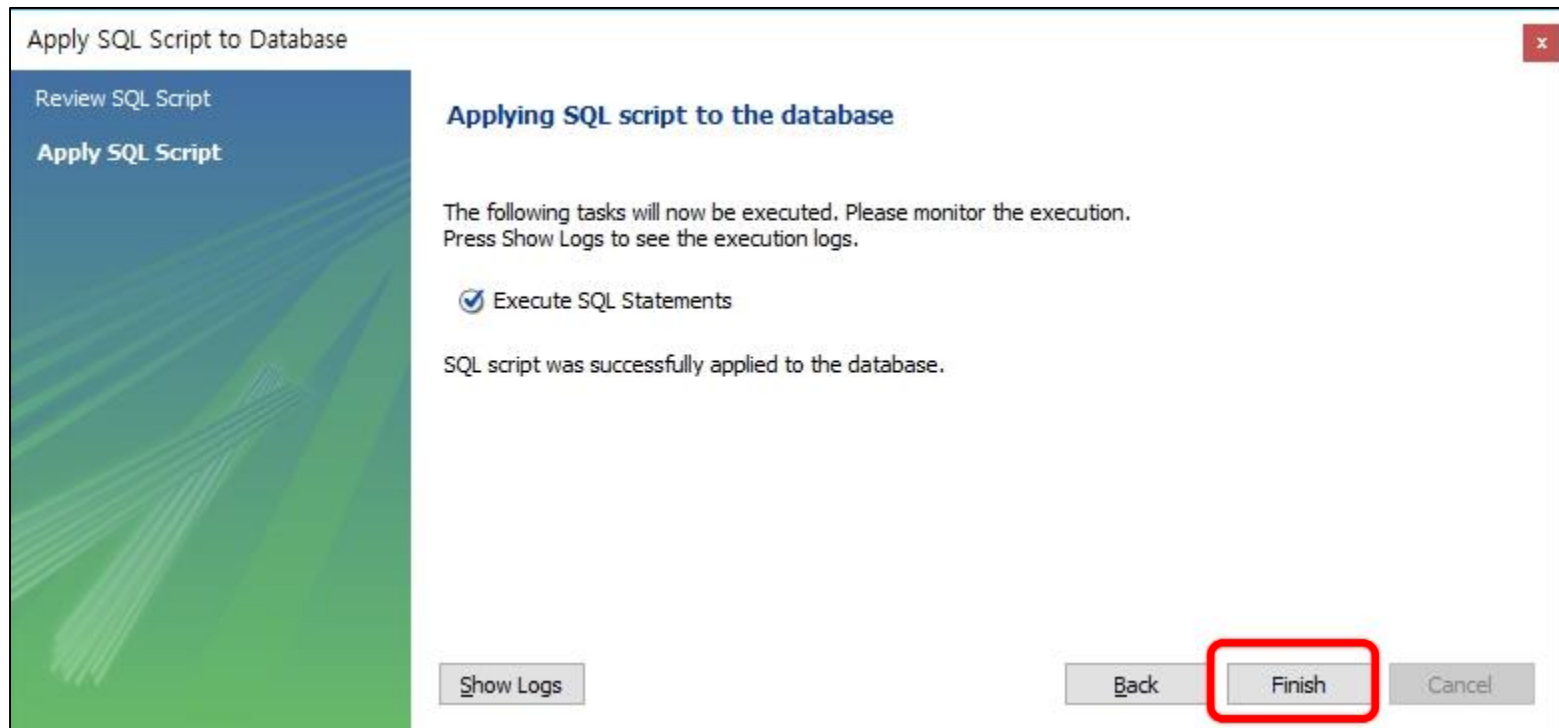 Apply SQL Script to Database
x
Review SQL Script
Apply SQL Script
Applying SQL script to the database
The following tasks will now be executed. Please monitor the execution.
Press Show Logs to see the execution logs.
Execute SQL Statements
SQL script was successfully applied to the database.
Show Logs
Back
Finish
Cancel